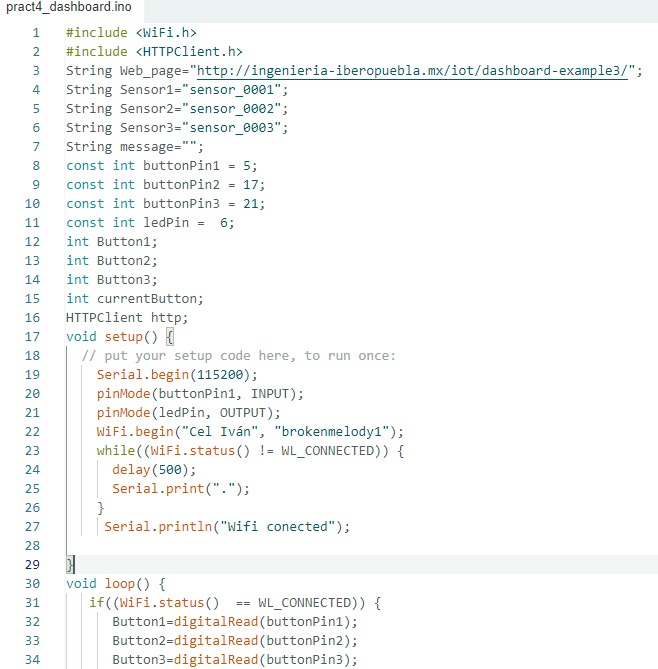 pract4_dashboard.ino
1 #include <WiFi.h>
2 #include <HTTPClient.h>
3 String Web_page="http://ingenieria-iberopuebla.mx/iot/dashboard-example3/";
4 String Sensor1="sensor_0001";
5 String Sensor2="sensor_0002";
6 String Sensor3="sensor_0003";
7 String message="";
8 const int buttonPin1 = 5;
9 const int buttonPin2 = 17;
10 const int buttonPin3 = 21;
11 const int ledPin =  6;
12 int Button1;
13 int Button2;
14 int Button3;
15 int currentButton;
16 HTTPClient http;
17 void setup() {
18   // put your setup code here, to run once:
19     Serial.begin(115200);
20     pinMode(buttonPin1, INPUT);
21     pinMode(ledPin, OUTPUT);
22     WiFi.begin("Cel Iván", "brokenmelody1");
23     while((WiFi.status() != WL_CONNECTED)) {
24       delay(500);
25       Serial.print(".");
26     }
27      Serial.println("Wifi conected");
28
29 }
30 void loop() {
31    if((WiFi.status()  == WL_CONNECTED)) {
32       Button1=digitalRead(buttonPin1);
33       Button2=digitalRead(buttonPin2);
34       Button3=digitalRead(buttonPin3);